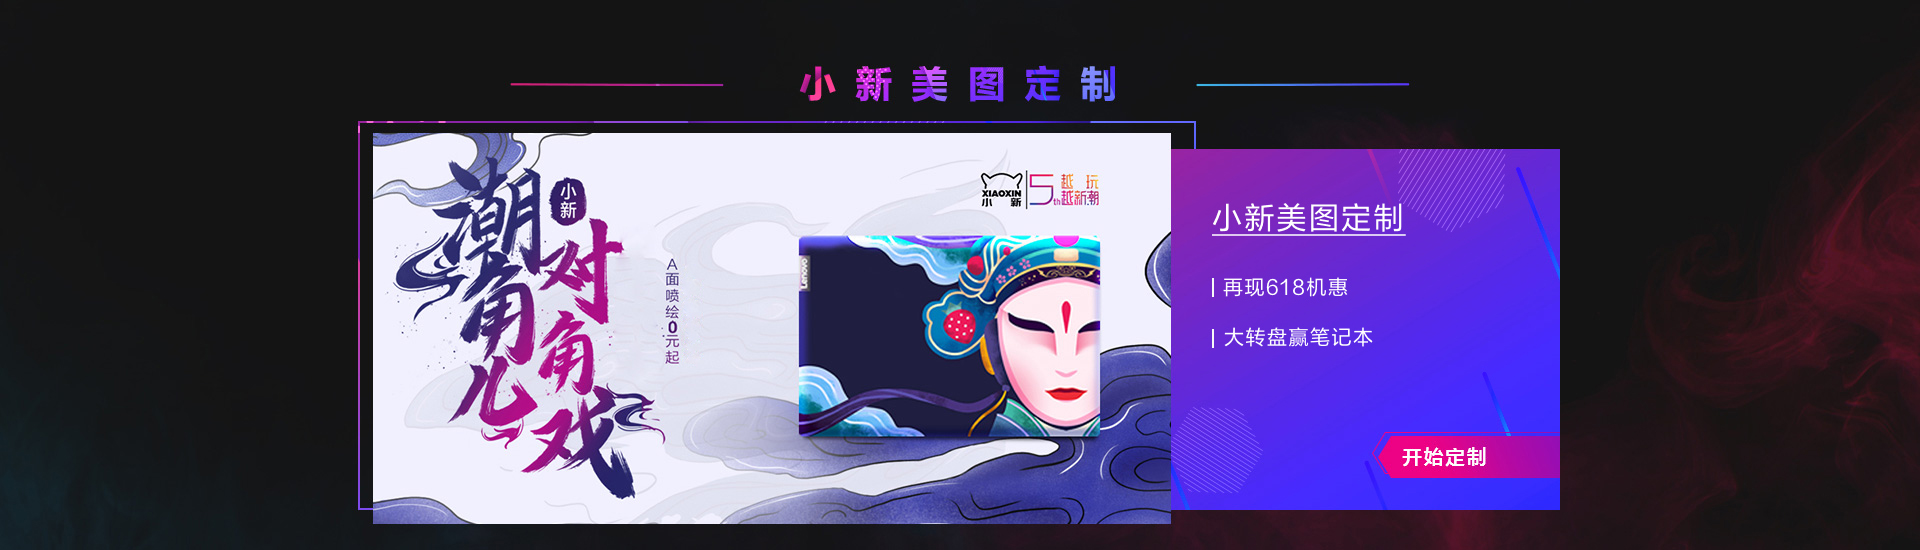 小新美图定制
小新
潮角儿
对角戏
A面喷绘0元起
XIAOXIN
小新
5th
越玩
越新潮
Lenovo
小新美图定制
再现618机惠
大转盘赢笔记本
开始定制